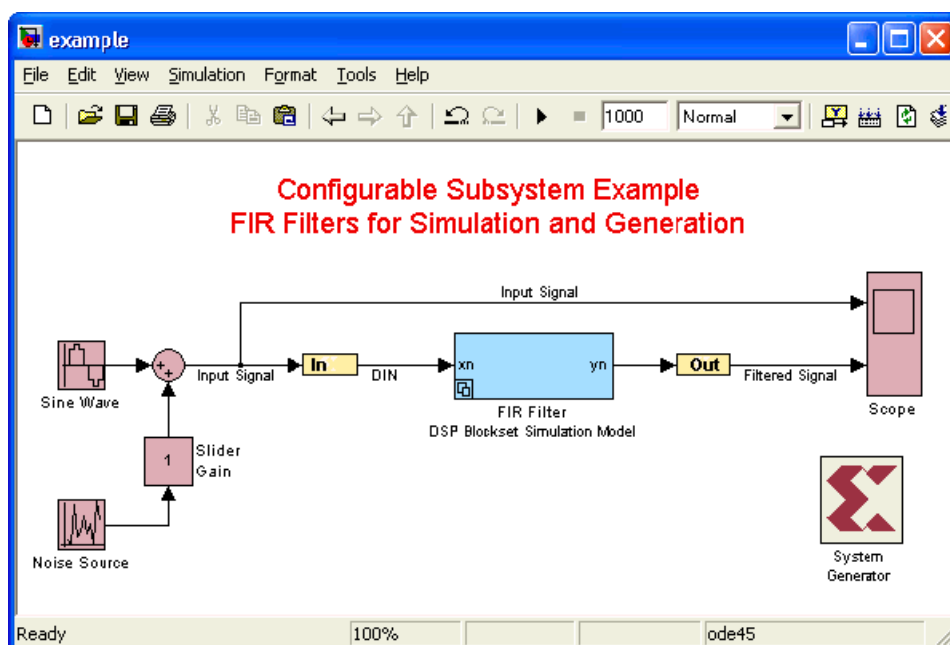 example
File Edit View Simulation Format Tools Help
1000 Normal
Configurable Subsystem Example
FIR Filters for Simulation and Generation
Input Signal
In
xn
yn
Out
Input Signal
DIN
Filtered Signal
Sine Wave
FIR Filter
DSP Blockset Simulation Model
Scope
1
Slider
Gain
Noise Source
System
Generator
Ready 100% ode45